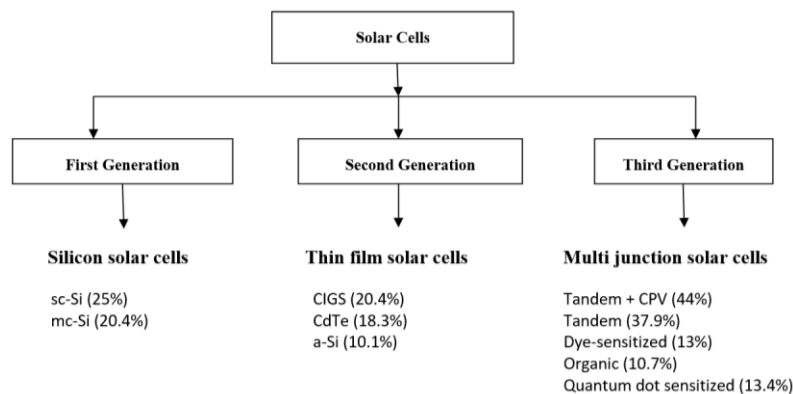 Solar Cells
First Generation
Second Generation
Third Generation
Silicon solar cells
sc-Si (25%)
mc-Si (20.4%)
Thin film solar cells
CIGS (20.4%)
CdTe (18.3%)
a-Si (10.1%)
Multi junction solar cells
Tandem + CPV (44%)
Tandem (37.9%)
Dye-sensitized (13%)
Organic (10.7%)
Quantum dot sensitized (13.4%)